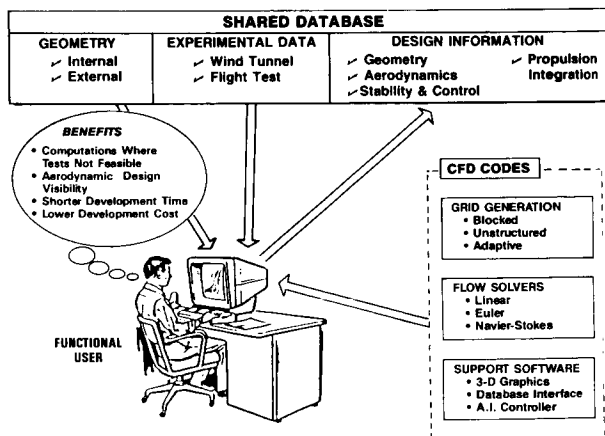 SHARED DATABASE
GEOMETRY
✓ Internal
✓ External
EXPERIMENTAL DATA
✓ Wind Tunnel
✓ Flight Test
DESIGN INFORMATION
✓ Geometry
✓ Aerodynamics
✓ Stability & Control
✓ Propulsion
Integration
BENEFITS
• Computations Where
Tests Not Feasible
• Aerodynamic Design
Visibility
• Shorter Development Time
• Lower Development Cost
FUNCTIONAL
USER
CFD CODES
GRID GENERATION
• Blocked
• Unstructured
• Adaptive
FLOW SOLVERS
• Linear
• Euler
• Navier-Stokes
SUPPORT SOFTWARE
• 3-D Graphics
• Database Interface
• A.I. Controller